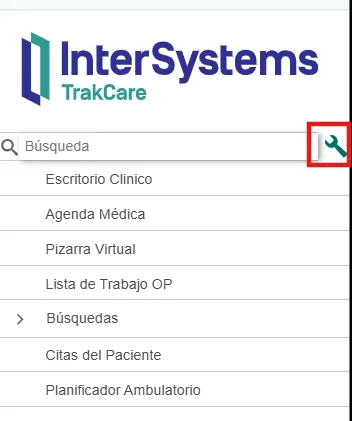 InterSystems
TrakCare
Búsqueda
Escritorio Clinico
Agenda Médica
Pizarra Virtual
Lista de Trabajo OP
Búsquedas
Citas del Paciente
Planificador Ambulatorio